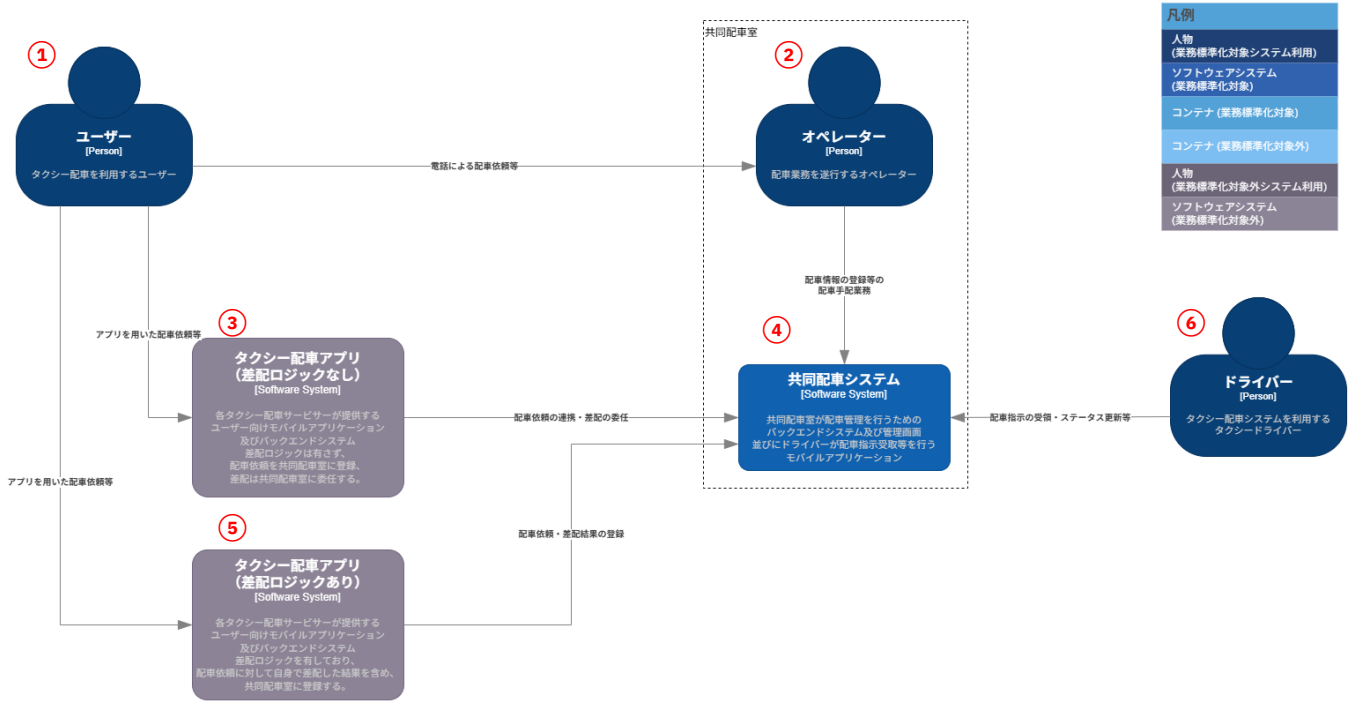 凡例
人物
(業務標準化対象システム利用)
ソフトウェアシステム
(業務標準化対象)
コンテナ (業務標準化対象)
コンテナ (業務標準化対象外)
人物
(業務標準化対象外システム利用)
ソフトウェアシステム
(業務標準化対象外)
①
ユーザー
[Person]
タクシー配車を利用するユーザー
電話による配車依頼等
共同配車室
②
オペレーター
[Person]
配車業務を遂行するオペレーター
配車情報の登録等の
配車手配業務
アプリを用いた配車依頼等
③
タクシー配車アプリ
(差配ロジックなし)
[Software System]
各タクシー配車サービサーが提供する
ユーザー向けモバイルアプリケーション
及びバックエンドシステム
差配ロジックは有さず、
配車依頼を共同配車室に登録、
差配は共同配車室に委任する。
配車依頼の連携・差配の委任
④
共同配車システム
[Software System]
共同配車室が配車管理を行うための
バックエンドシステム及び管理画面
並びにドライバーが配車指示受取等を行う
モバイルアプリケーション
配車指示の受領・ステータス更新等
⑥
ドライバー
[Person]
タクシー配車システムを利用する
タクシードライバー
アプリを用いた配車依頼等
⑤
タクシー配車アプリ
(差配ロジックあり)
[Software System]
各タクシー配車サービサーが提供する
ユーザー向けモバイルアプリケーション
及びバックエンドシステム
差配ロジックを有しており、
配車依頼に対して自身で差配した結果を含め、
共同配車室に登録する。
配車依頼・差配結果の登録